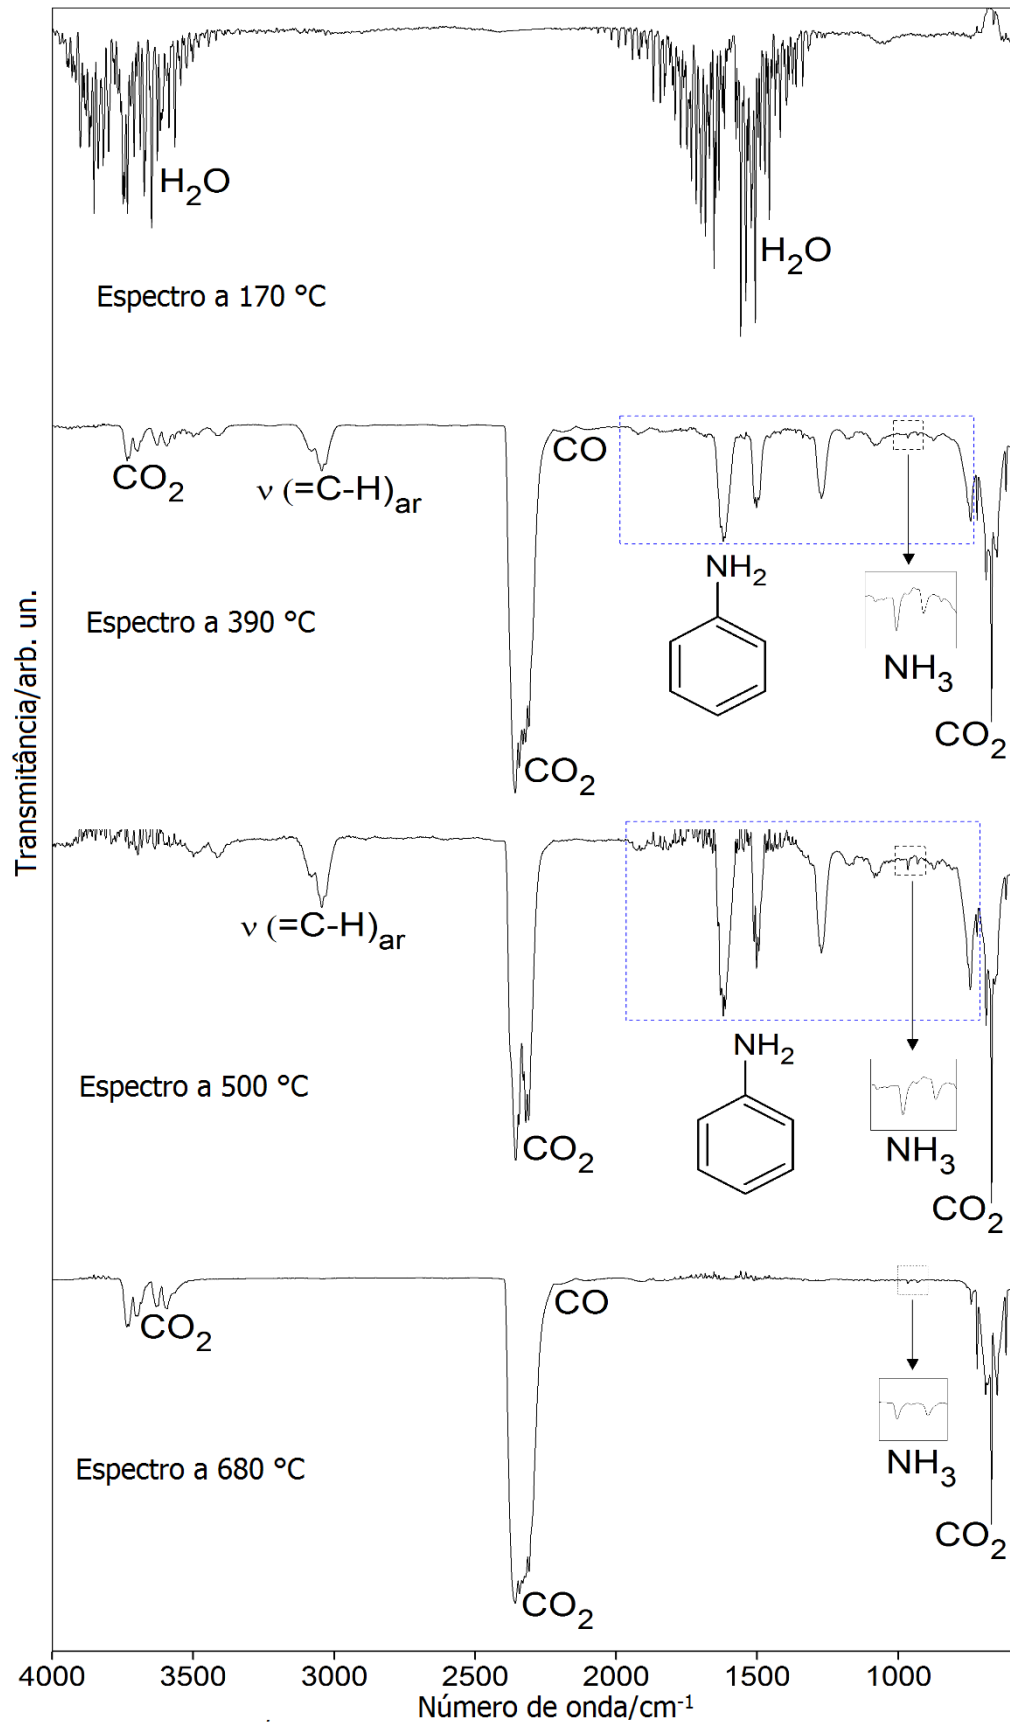 H₂O
H₂O
Espectro a 170 °C
CO₂
ν (=C-H)ar
CO
CO₂
NH₂
NH₃
CO₂
Espectro a 390 °C
ν (=C-H)ar
CO₂
NH₂
NH₃
CO₂
Espectro a 500 °C
CO₂
CO
CO₂
NH₃
CO₂
Espectro a 680 °C
Transmitância/arb. un.
4000 3500 3000 2500 2000 1500 1000
Número de onda/cm⁻¹